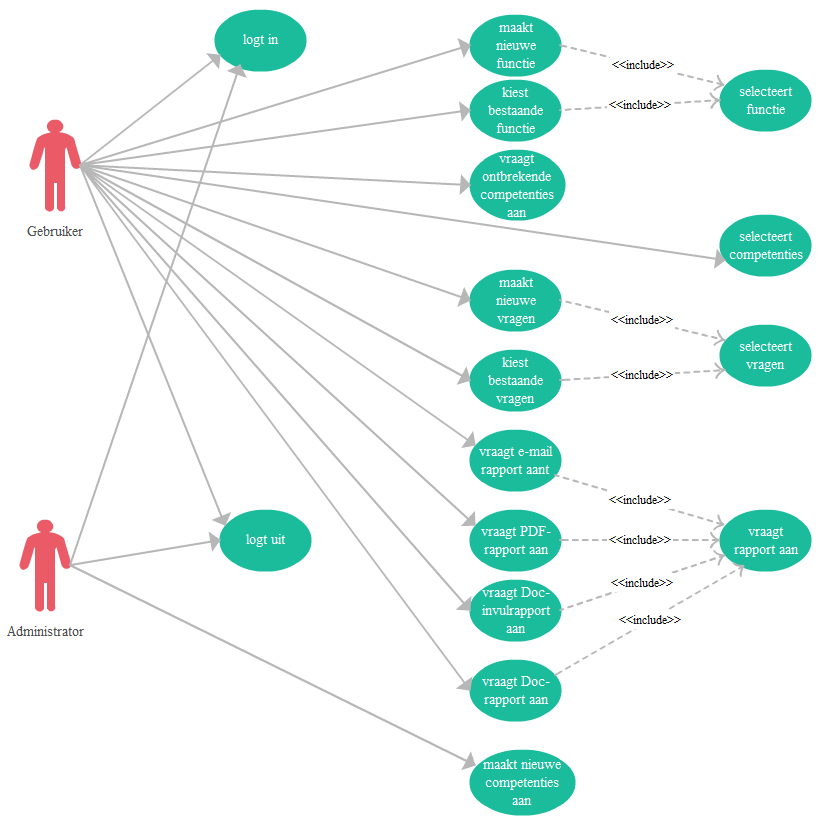 logt in
maakt
nieuwe
functie
<<include>>
selecteert
functie
kiest
bestaande
functie
<<include>>
vraagt
ontbrekende
competenties
aan
Gebruiker
selecteert
competenties
maakt
nieuwe
vragen
<<include>>
selecteert
vragen
kiest
bestaande
vragen
<<include>>
vraagt e-mail
rapport aant
<<include>>
logt uit
vraagt PDF-
rapport aan
<<include>>
vraagt
rapport aan
vraagt Doc-
invulrapport
aan
<<include>>
<<include>>
Administrator
vraagt Doc-
rapport aan
maakt nieuwe
competenties
aan